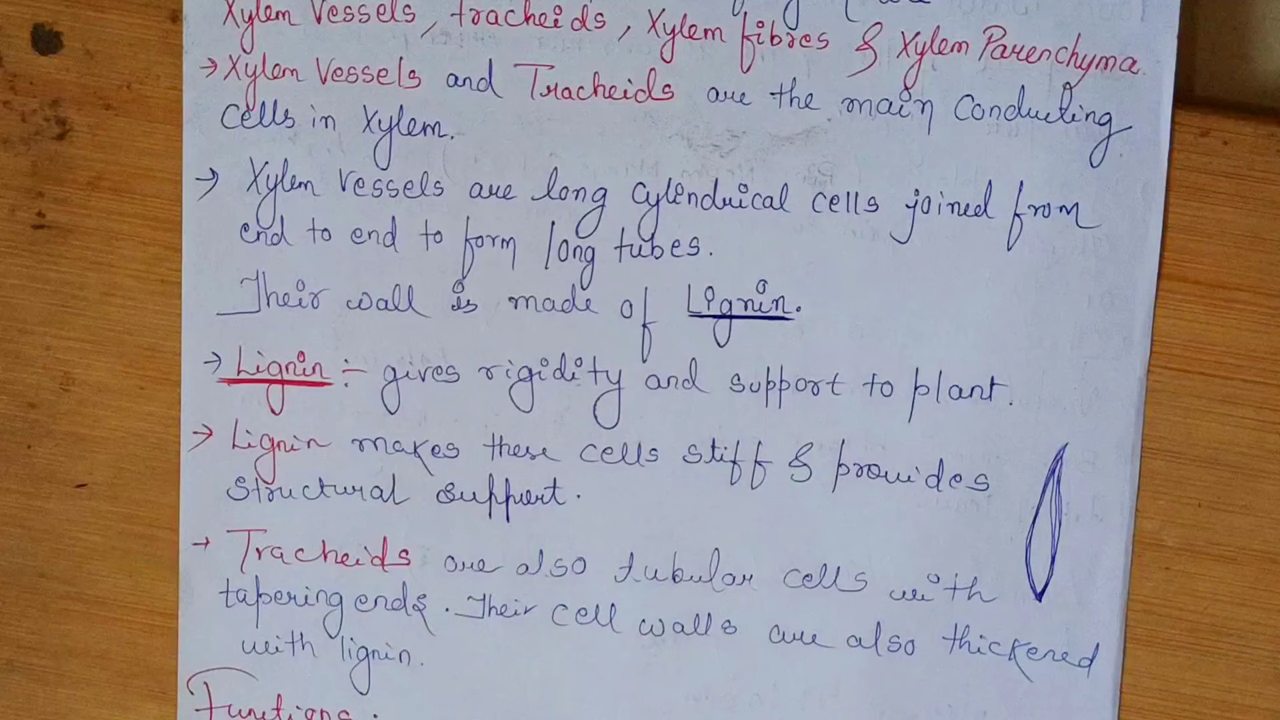 Xylem Vessels, tracheids, Xylem fibres & Xylem Parenchyma
→ Xylem Vessels and Tracheids are the main Conducting
cells in Xylem.
→ Xylem Vessels are long cylindrical cells joined from
end to end to form long tubes.
Their wall is made of Lignin.
→ Lignin :- gives rigidity and support to plant.
→ Lignin makes these cells stiff & provides
structural support.
→ Tracheids are also tubular cells with
tapering ends. Their cell walls are also thickened
with lignin.
Functions: